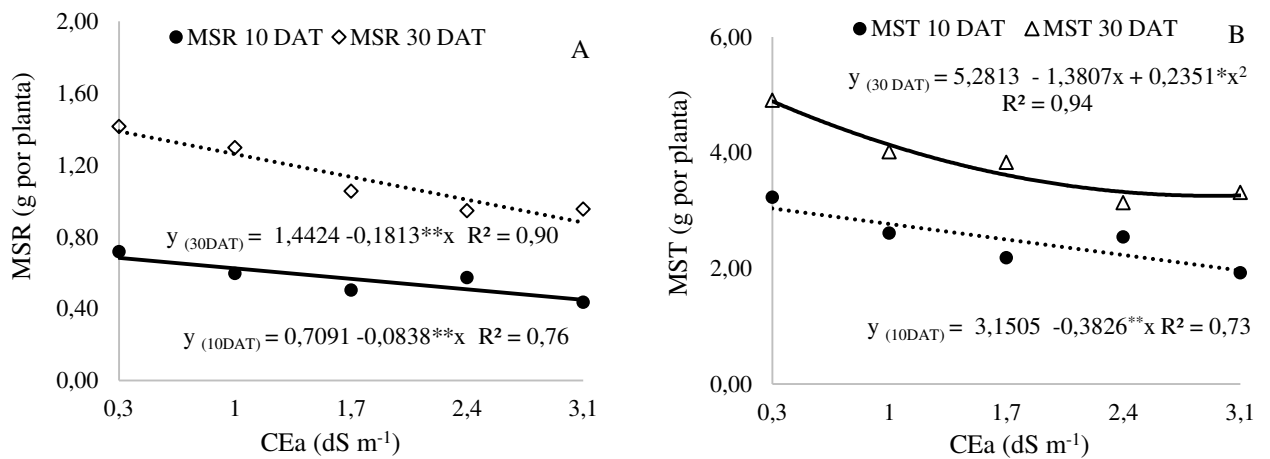 2,00
1,60
1,20
0,80
0,40
0,00
MSR (g por planta)
MSR 10 DAT MSR 30 DAT
A
y (30DAT) = 1,4424 -0,1813**x R² = 0,90
y (10DAT) = 0,7091 -0,0838**x R² = 0,76
0,3 1 1,7 2,4 3,1
CEa (dS m-1)
6,00
4,00
2,00
0,00
MST (g por planta)
MST 10 DAT MST 30 DAT
B
y (30 DAT) = 5,2813 - 1,3807x + 0,2351*x²
R² = 0,94
y (10DAT) = 3,1505 -0,3826**x R² = 0,73
0,3 1 1,7 2,4 3,1
CEa (dS m-1)